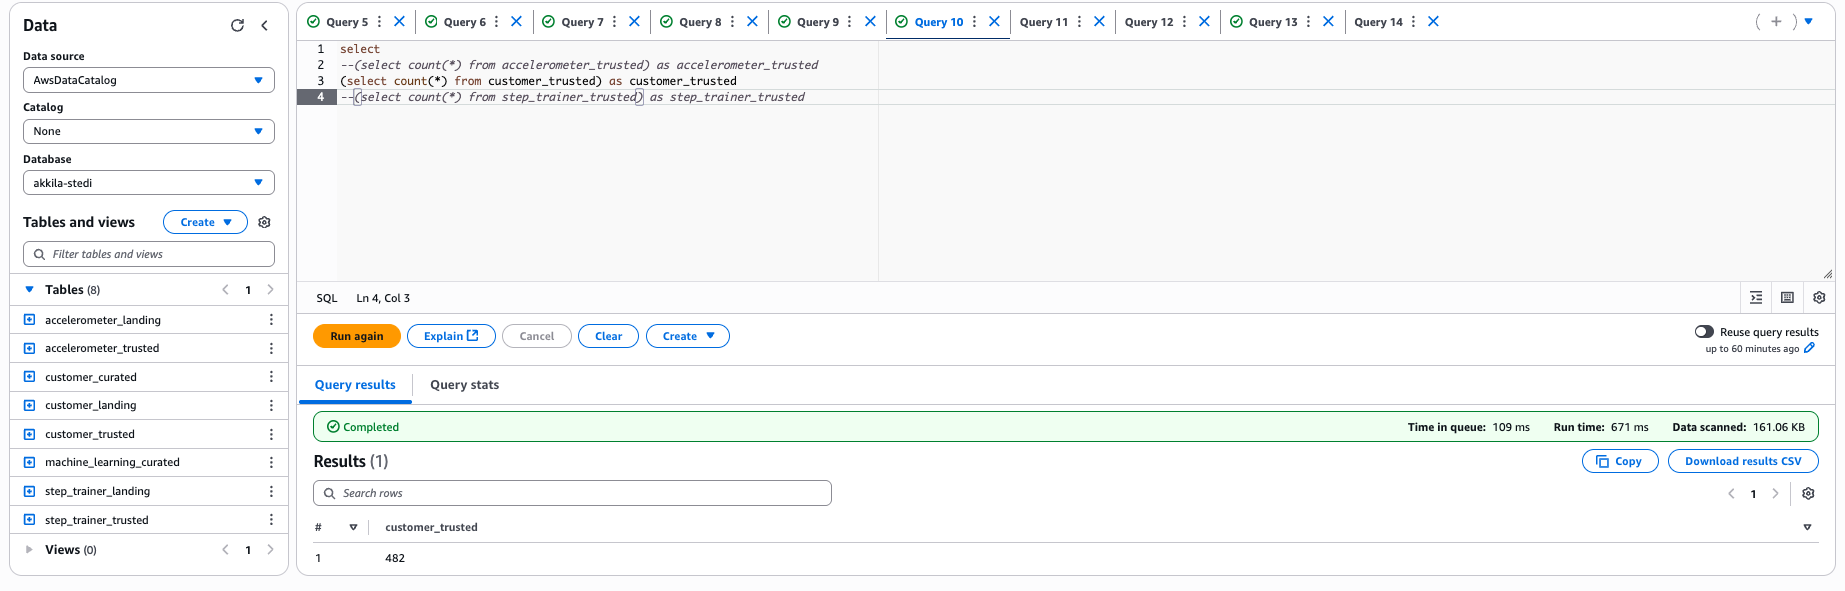 Data
Data source
AwsDataCatalog
Catalog
None
Database
akkila-stedi
Tables and views
Create
Filter tables and views
Tables (8)
1
accelerometer_landing
accelerometer_trusted
customer_curated
customer_landing
customer_trusted
machine_learning_curated
step_trainer_landing
step_trainer_trusted
Views (0)
1
Query 5
Query 6
Query 7
Query 8
Query 9
Query 10
Query 11
Query 12
Query 13
Query 14
1 select
2 --(select count(*) from accelerometer_trusted) as accelerometer_trusted
3 (select count(*) from customer_trusted) as customer_trusted
4 --(select count(*) from step_trainer_trusted) as step_trainer_trusted
SQL Ln 4, Col 3
Run again
Explain
Cancel
Clear
Create
Reuse query results
up to 60 minutes ago
Query results
Query stats
Completed
Time in queue: 109 ms Run time: 671 ms Data scanned: 161.06 KB
Results (1)
Copy
Download results CSV
Search rows
1
# customer_trusted
1 482